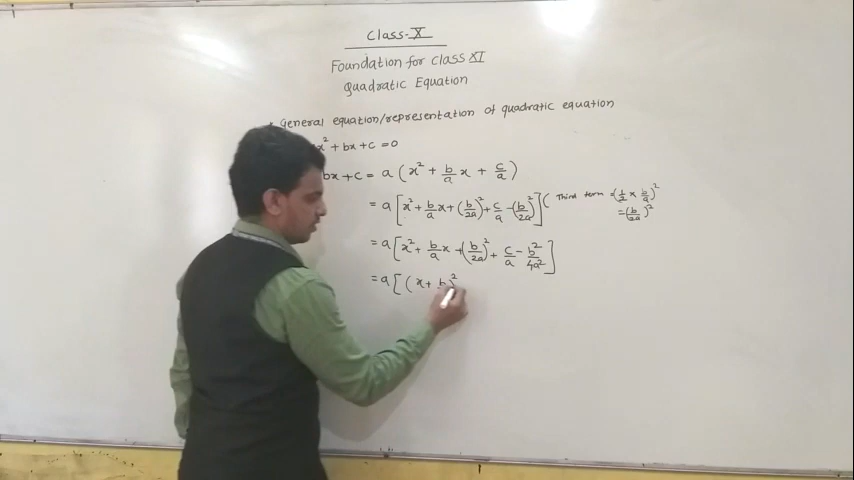 Class-X
Foundation for Class XI
Quadratic Equation
General equation/representation of quadratic equation
x² + bx + c = 0
bx + c = a ( x² + b/a x + c/a )
= a [ x² + b/a x + (b/2a)² + c/a - (b/2a)² ] ( Third term = (1/2 × b/a)²
= (b/2a)²
= a [ x² + b/a x + (b/2a)² + c/a - b²/4a² ]
= a [ ( x + b )²